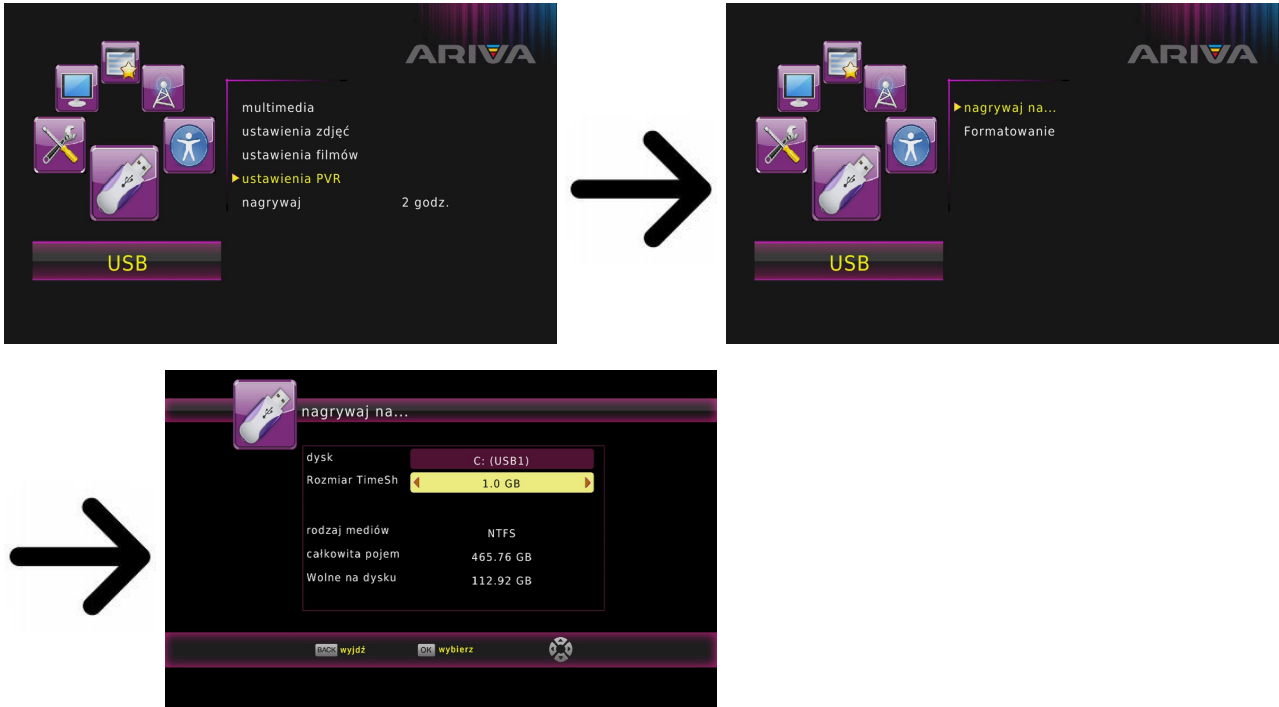 ARIVA
multimedia
ustawienia zdjęć
ustawienia filmów
ustawienia PVR
nagrywaj 2 godz.
USB
ARIVA
nagrywaj na...
Formatowanie
USB
nagrywaj na...
dysk C: (USB1)
Rozmiar TimeSh 1.0 GB
rodzaj mediów NTFS
całkowita pojem 465.76 GB
Wolne na dysku 112.92 GB
BACK wyjdź OK wybierz